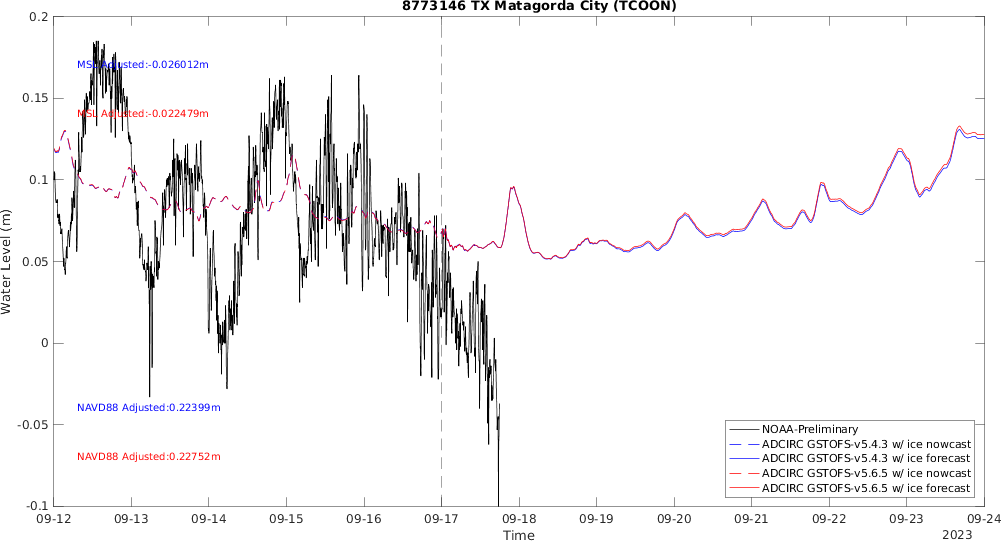 8773146 TX Matagorda City (TCOON)
0.2
0.15
0.1
0.05
0
-0.05
-0.1
Water Level (m)
MSL Adjusted:-0.026012m
MSL Adjusted:-0.022479m
NAVD88 Adjusted:0.22399m
NAVD88 Adjusted:0.22752m
NOAA-Preliminary
ADCIRC GSTOFS-v5.4.3 w/ ice nowcast
ADCIRC GSTOFS-v5.4.3 w/ ice forecast
ADCIRC GSTOFS-v5.6.5 w/ ice nowcast
ADCIRC GSTOFS-v5.6.5 w/ ice forecast
09-12 09-13 09-14 09-15 09-16 09-17 09-18 09-19 09-20 09-21 09-22 09-23 09-24
Time
2023